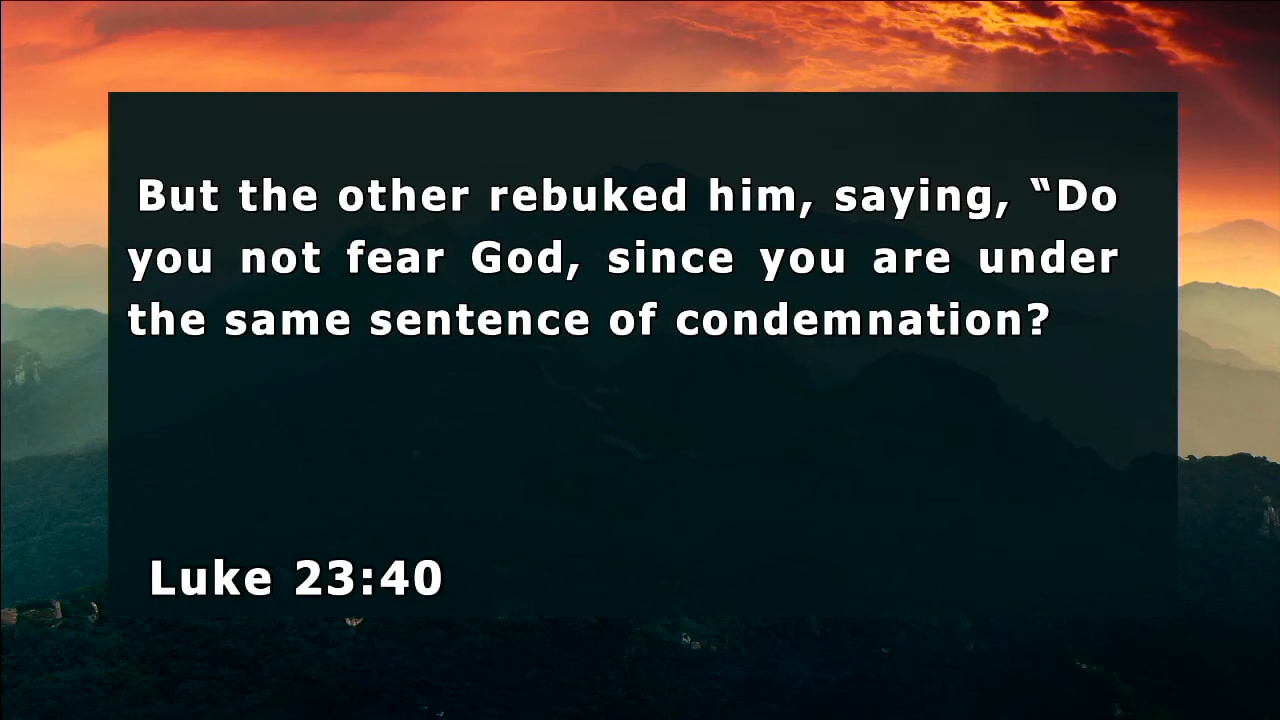 But the other rebuked him, saying, “Do
you not fear God, since you are under
the same sentence of condemnation?
Luke 23:40